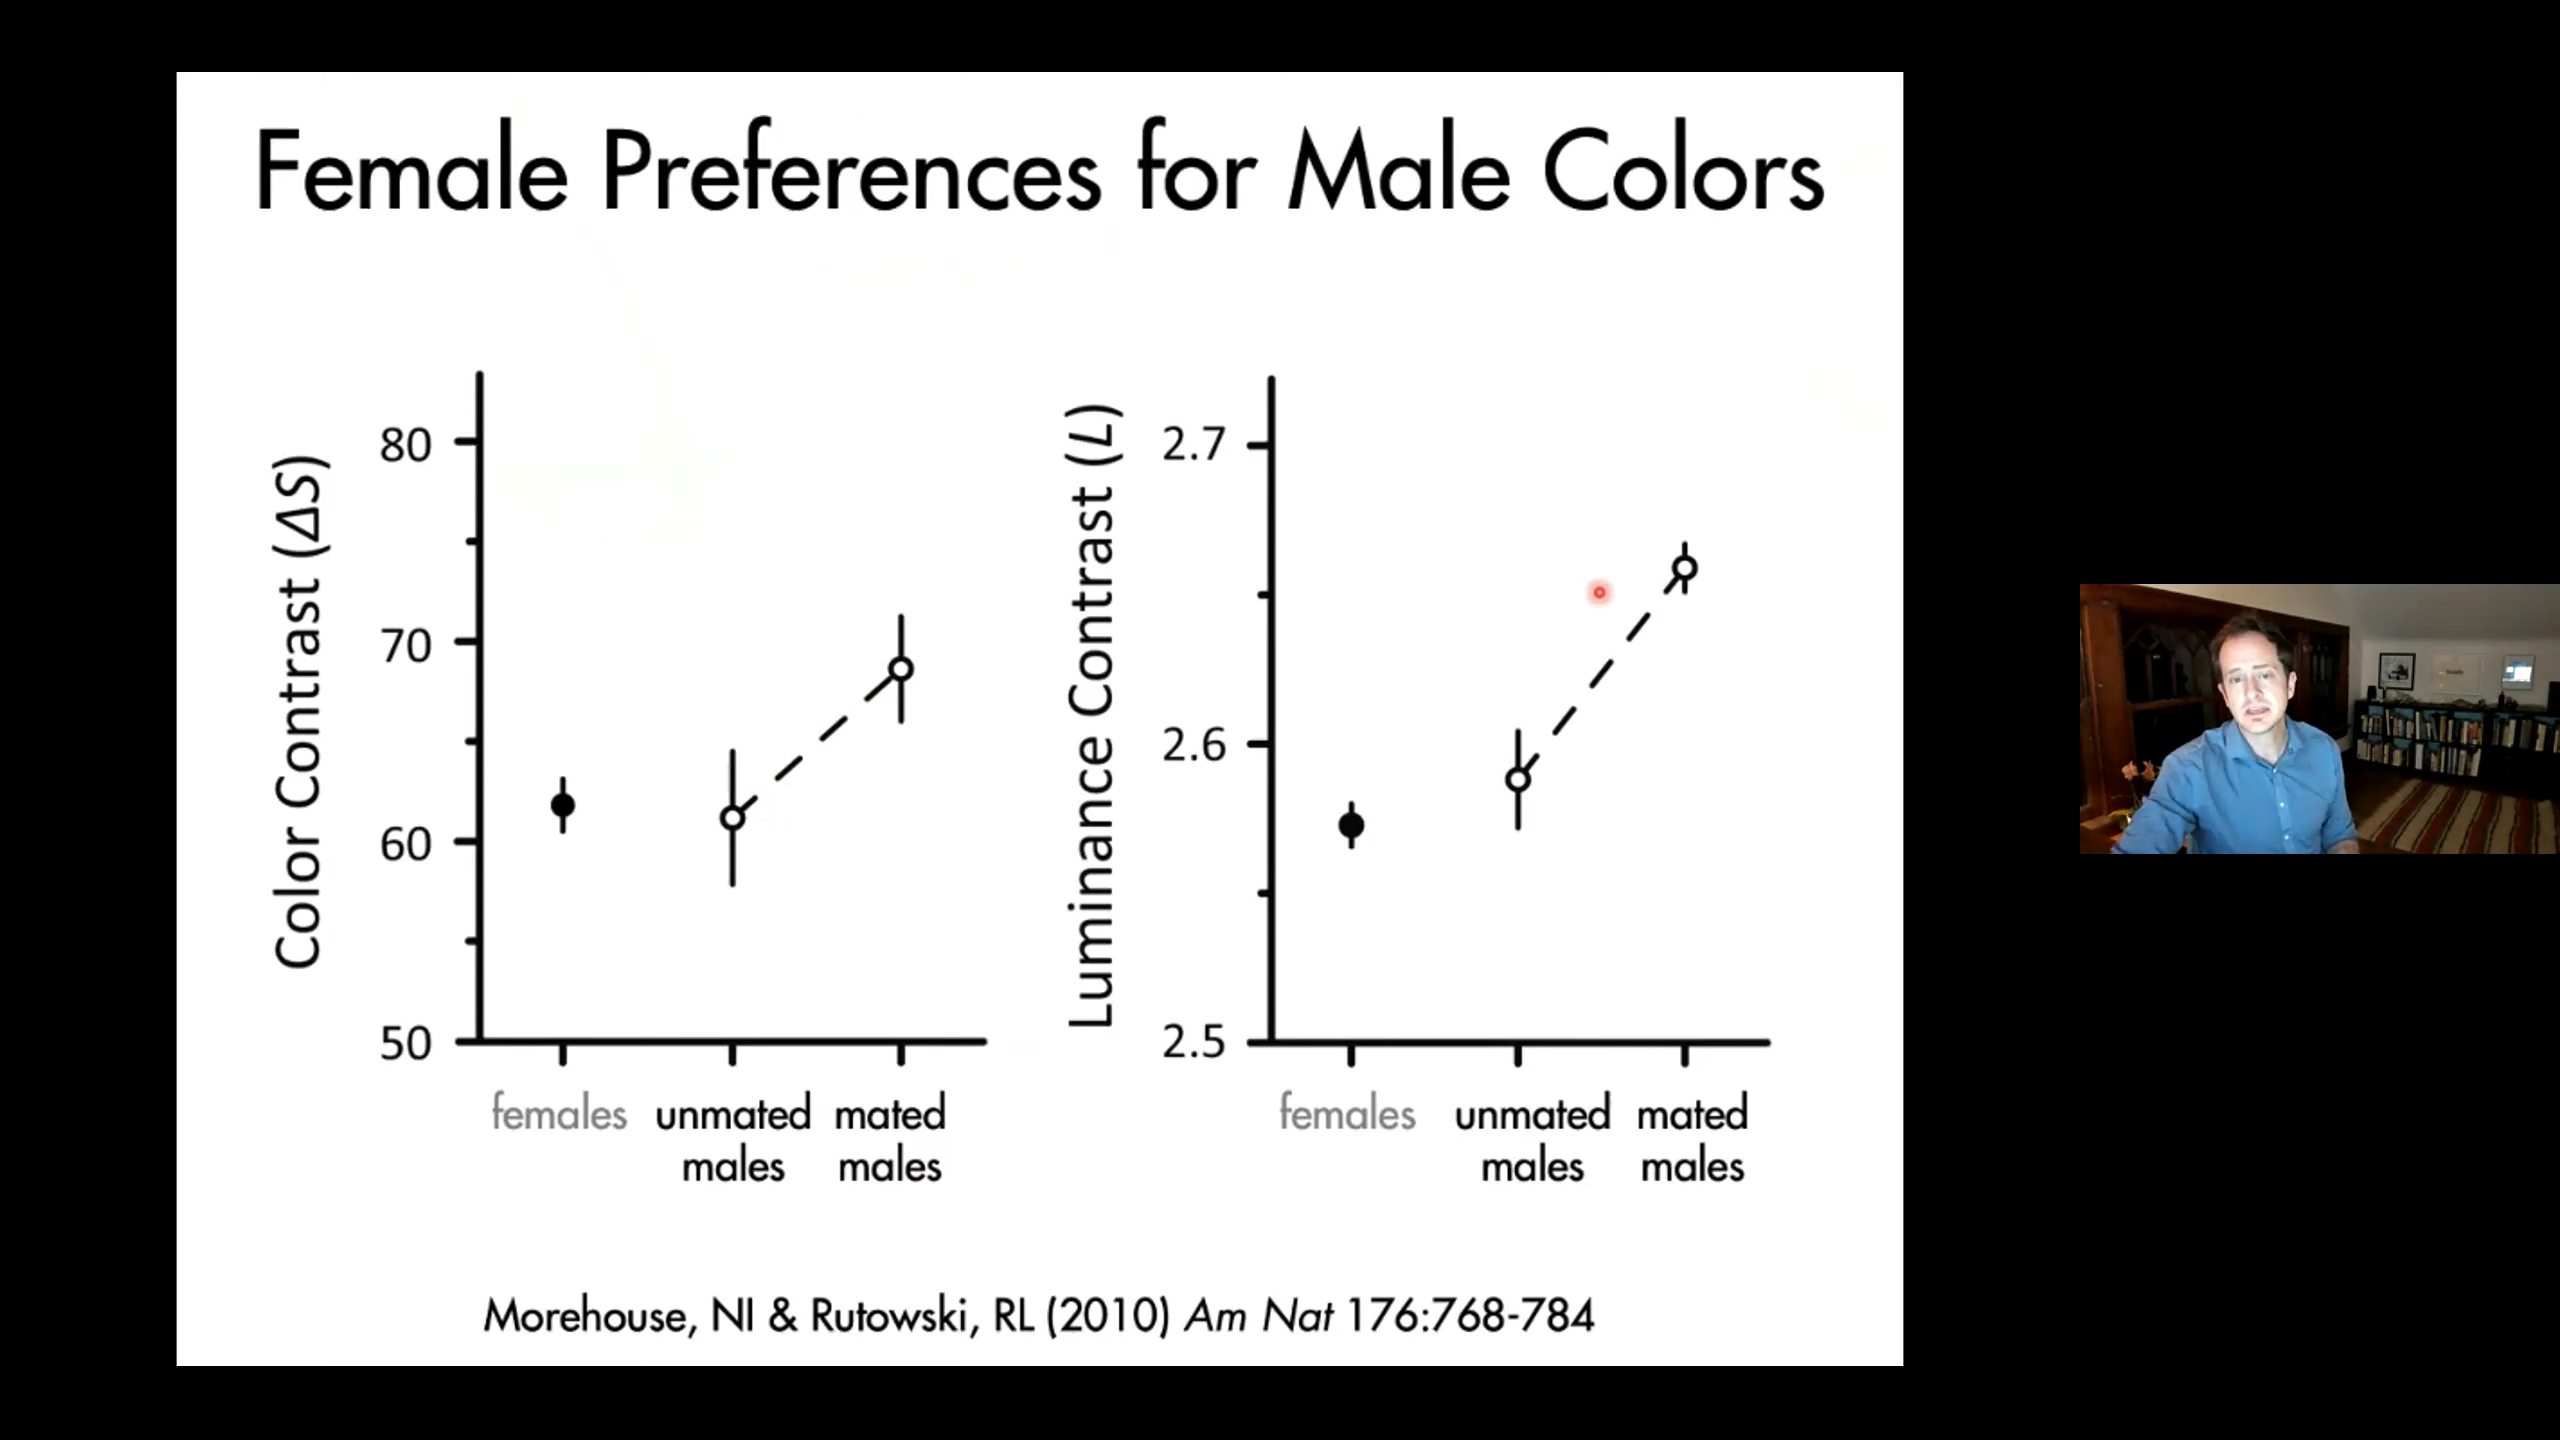 Female Preferences for Male Colors
Color Contrast (ΔS)
80
70
60
50
females
unmated males
mated males
Luminance Contrast (L)
2.7
2.6
2.5
females
unmated males
mated males
Morehouse, NI & Rutowski, RL (2010) Am Nat 176:768-784